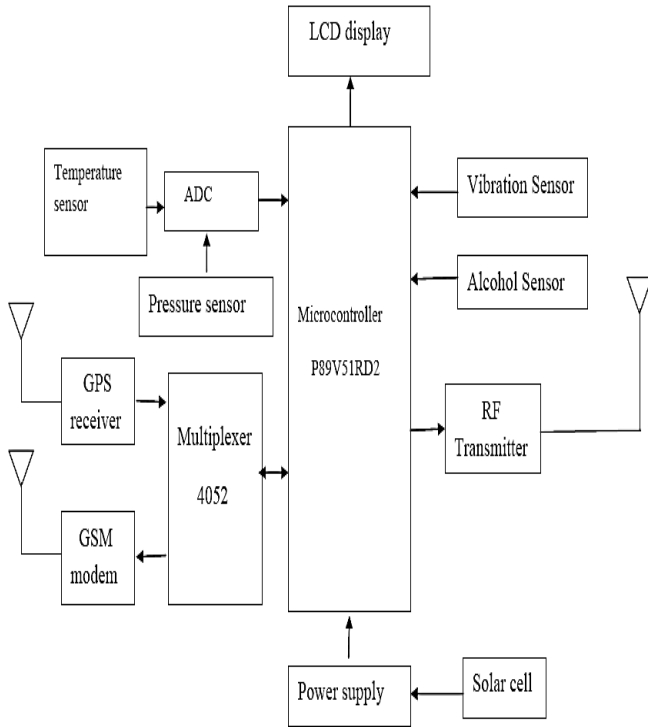 LCD display
Temperature
sensor
ADC
Vibration Sensor
Pressure sensor
Alcohol Sensor
Microcontroller
P89V51RD2
GPS
receiver
Multiplexer
4052
RF
Transmitter
GSM
modem
Power supply
Solar cell